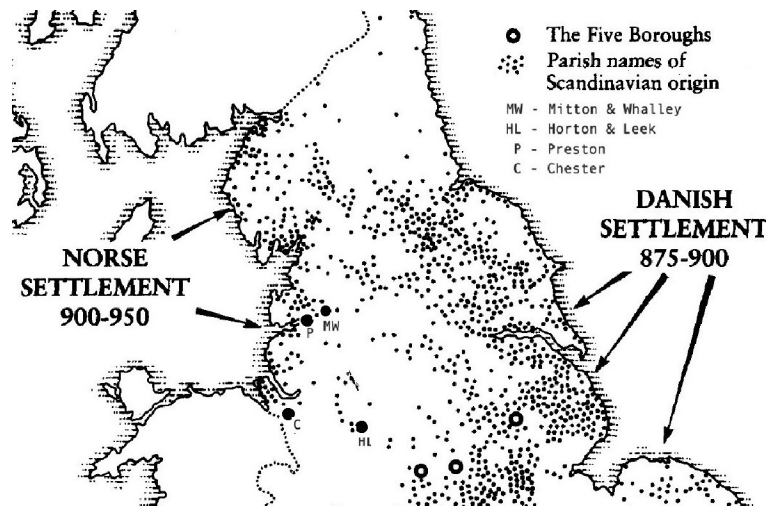 The Five Boroughs
Parish names of
Scandinavian origin
MW - Mitton & Whalley
HL - Horton & Leek
P - Preston
C - Chester
DANISH
SETTLEMENT
875-900
NORSE
SETTLEMENT
900-950
P
MW
C
HL